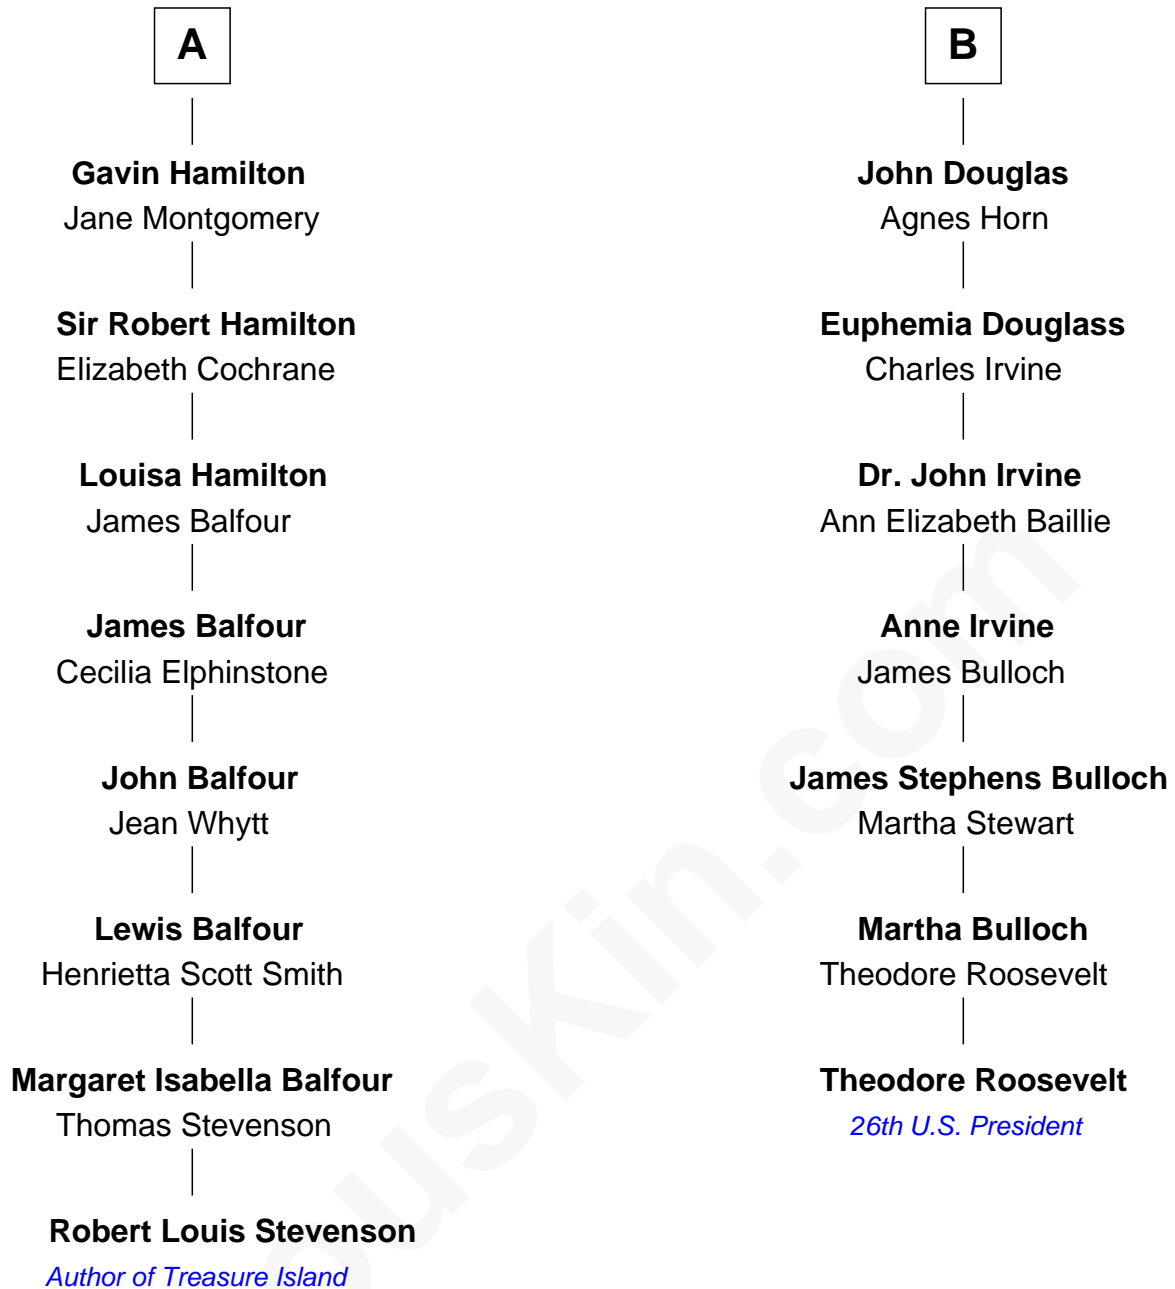 A
Gavin Hamilton
Jane Montgomery
Sir Robert Hamilton
Elizabeth Cochrane
Louisa Hamilton
James Balfour
James Balfour
Cecilia Elphinstone
John Balfour
Jean Whytt
Lewis Balfour
Henrietta Scott Smith
Margaret Isabella Balfour
Thomas Stevenson
Robert Louis Stevenson
Author of Treasure Island
B
John Douglas
Agnes Horn
Euphemia Douglass
Charles Irvine
Dr. John Irvine
Ann Elizabeth Baillie
Anne Irvine
James Bulloch
James Stephens Bulloch
Martha Stewart
Martha Bulloch
Theodore Roosevelt
Theodore Roosevelt
26th U.S. President
ousKin.com